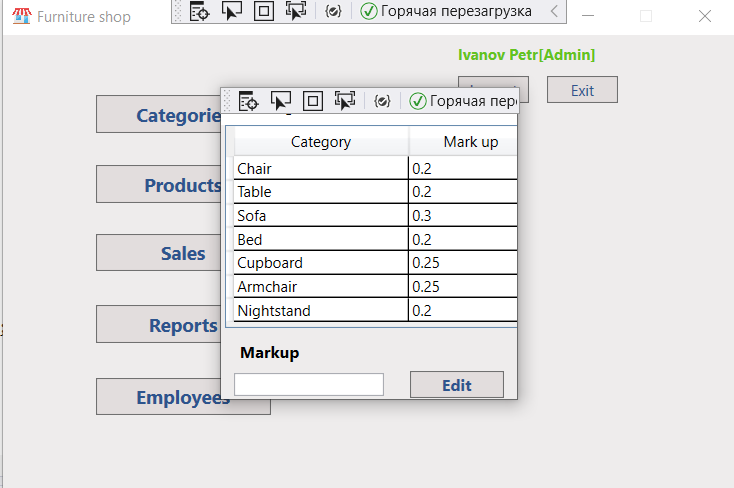 Furniture shop
Горячая перезагрузка
Ivanov Petr[Admin]
Exit
Горячая пер
Categorie
Products
Sales
Reports
Employees
Category Mark up
Chair 0.2
Table 0.2
Sofa 0.3
Bed 0.2
Cupboard 0.25
Armchair 0.25
Nightstand 0.2
Markup
Edit